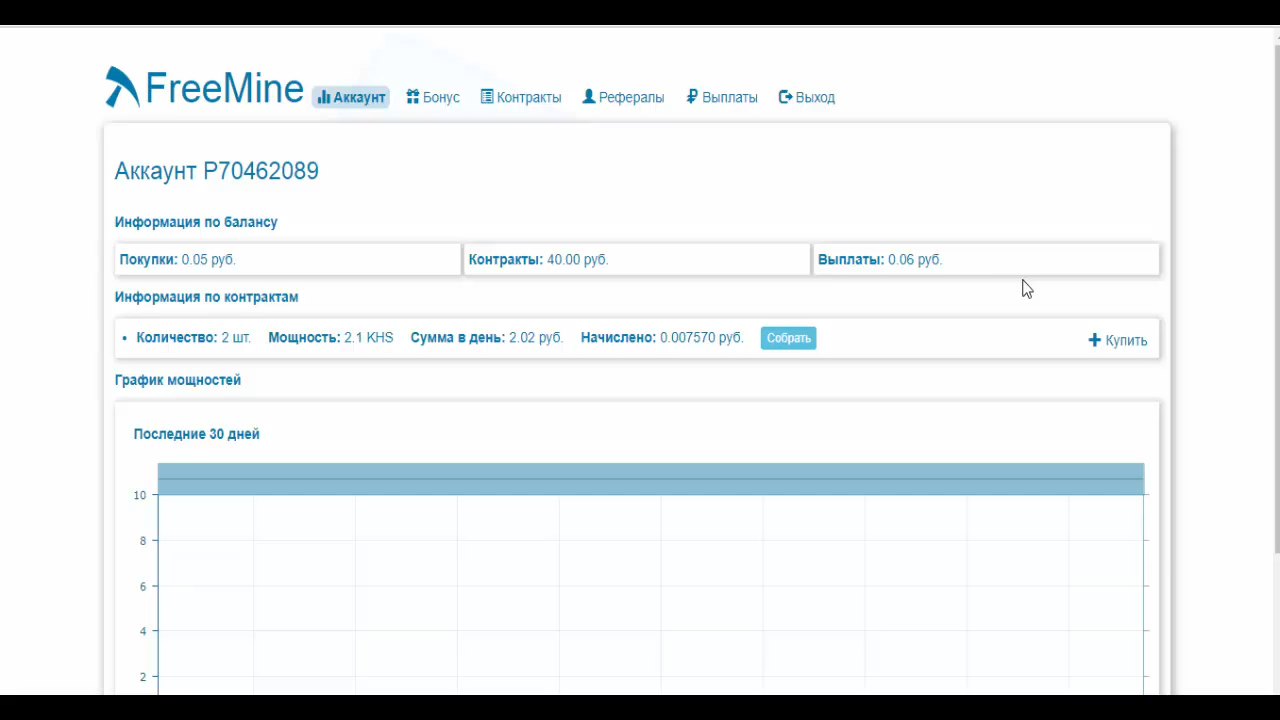 FreeMine Аккаунт Бонус Контракты Рефералы Выплаты Выход
Аккаунт P70462089
Информация по балансу
Покупки: 0.05 руб. Контракты: 40.00 руб. Выплаты: 0.06 руб.
Информация по контрактам
• Количество: 2 шт. Мощность: 2.1 KHS Сумма в день: 2.02 руб. Начислено: 0.007570 руб. Собрать Купить
График мощностей
Последние 30 дней
10
8
6
4
2